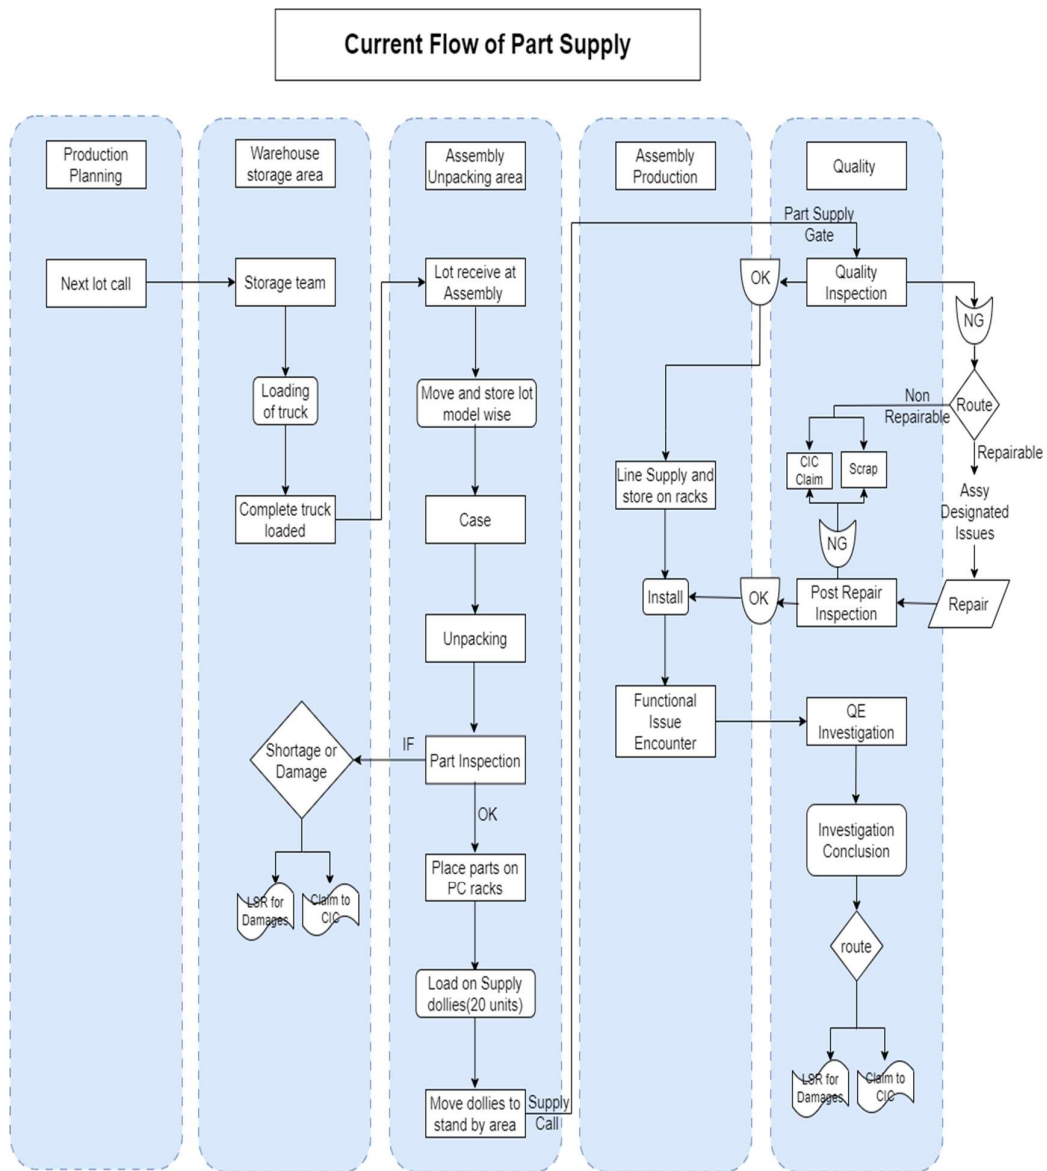 Current Flow of Part Supply
Production
Planning
Warehouse
storage area
Assembly
Unpacking area
Assembly
Production
Quality
Part Supply
Gate
Next lot call
Storage team
Lot receive at
Assembly
OK
Quality
Inspection
NG
Loading
of truck
Move and store lot
model wise
Non
Repairable
Route
Repairable
Complete truck
loaded
Case
Line Supply and
store on racks
CIC
Claim
Scrap
Assy
Designated
Issues
NG
Unpacking
Install
OK
Post Repair
Inspection
Repair
Shortage or
Damage
IF
Part Inspection
OK
Functional
Issue
Encounter
QE
Investigation
Place parts on
PC racks
Investigation
Conclusion
LSR for
Damages
Claim to
CIC
Load on Supply
dollies(20 units)
route
Move dollies to
stand by area
Supply
Call
LSR for
Damages
Claim to
CIC